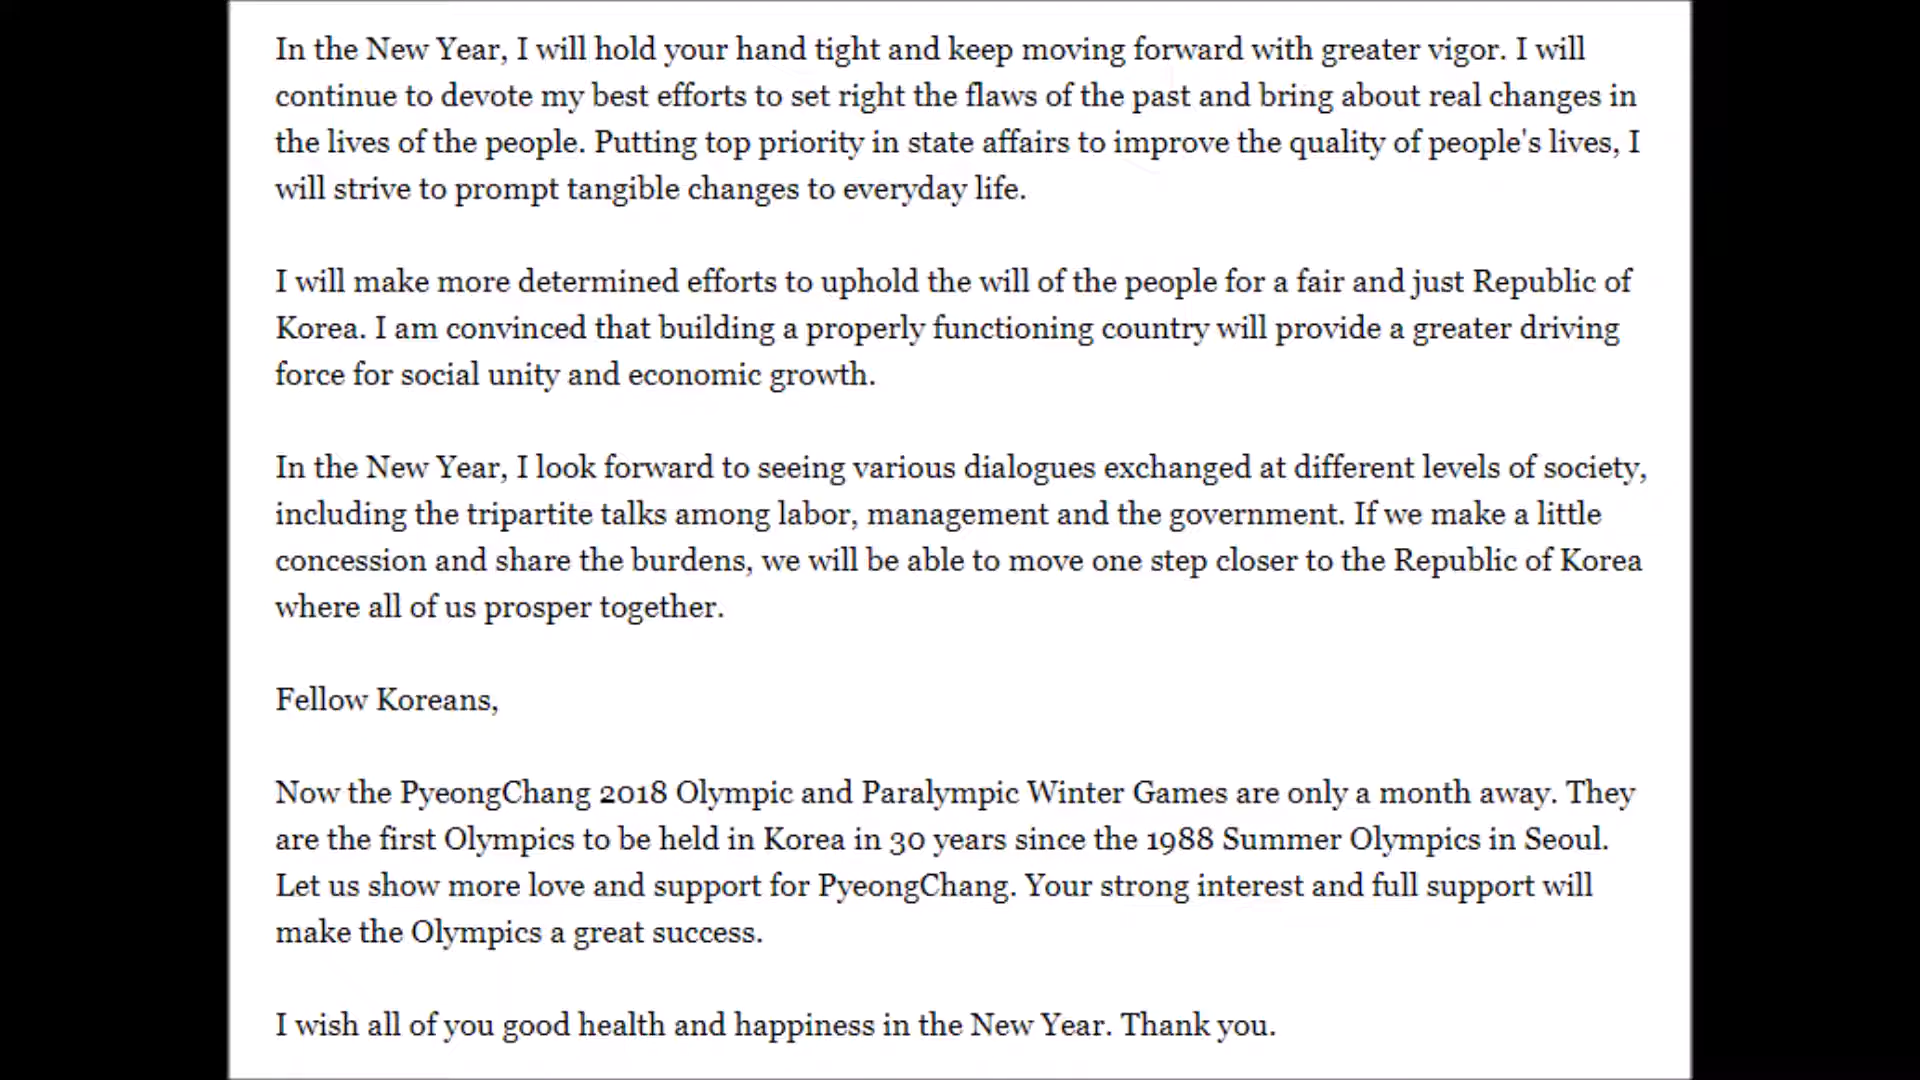 In the New Year, I will hold your hand tight and keep moving forward with greater vigor. I will
continue to devote my best efforts to set right the flaws of the past and bring about real changes in
the lives of the people. Putting top priority in state affairs to improve the quality of people's lives, I
will strive to prompt tangible changes to everyday life.
I will make more determined efforts to uphold the will of the people for a fair and just Republic of
Korea. I am convinced that building a properly functioning country will provide a greater driving
force for social unity and economic growth.
In the New Year, I look forward to seeing various dialogues exchanged at different levels of society,
including the tripartite talks among labor, management and the government. If we make a little
concession and share the burdens, we will be able to move one step closer to the Republic of Korea
where all of us prosper together.
Fellow Koreans,
Now the PyeongChang 2018 Olympic and Paralympic Winter Games are only a month away. They
are the first Olympics to be held in Korea in 30 years since the 1988 Summer Olympics in Seoul.
Let us show more love and support for PyeongChang. Your strong interest and full support will
make the Olympics a great success.
I wish all of you good health and happiness in the New Year. Thank you.